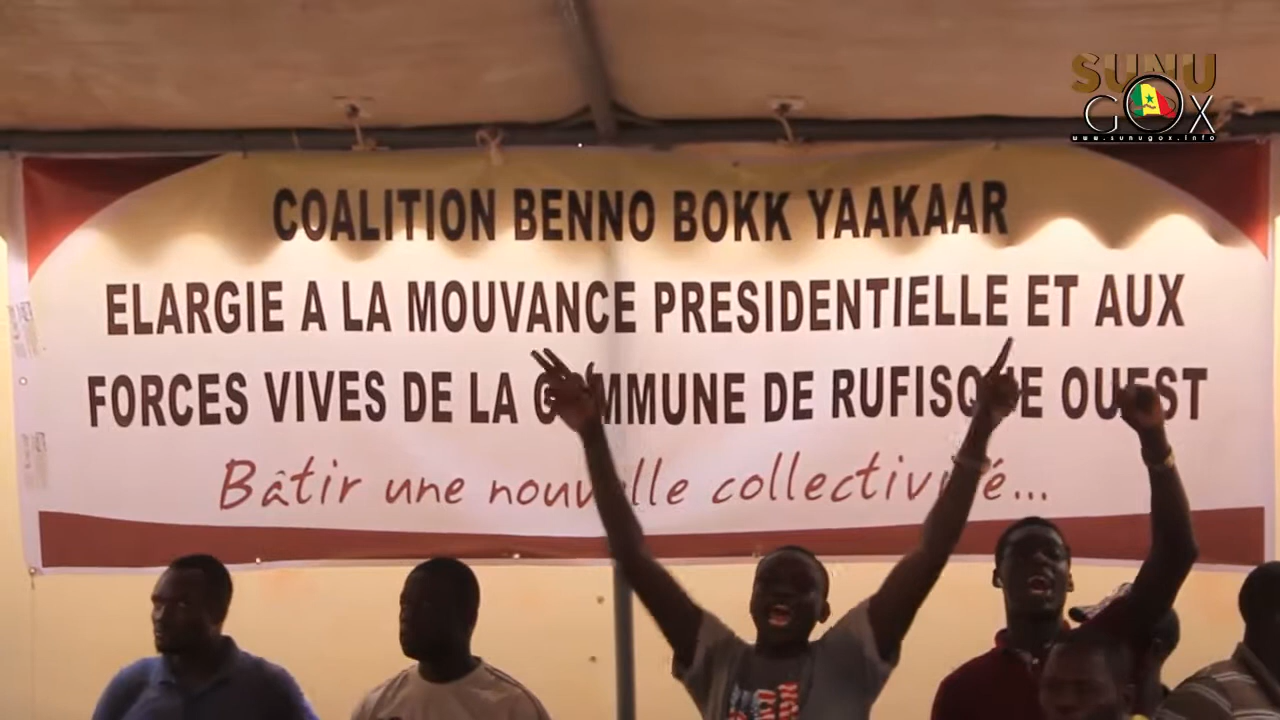 SUNU
GOX
www.sunugox.info
COALITION BENNO BOKK YAAKAAR
ELARGIE A LA MOUVANCE PRESIDENTIELLE ET AUX
FORCES VIVES DE LA COMMUNE DE RUFISQUE OUEST
Bâtir une nouvelle collectivité...